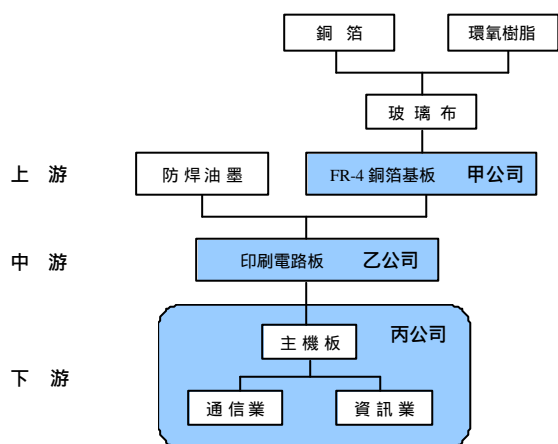 銅 箔
環氧樹脂
玻 璃 布
上 游
防 焊 油 墨
FR-4 銅箔基板 甲公司
中 游
印刷電路板 乙公司
丙公司
主 機 板
下 游
通 信 業
資 訊 業